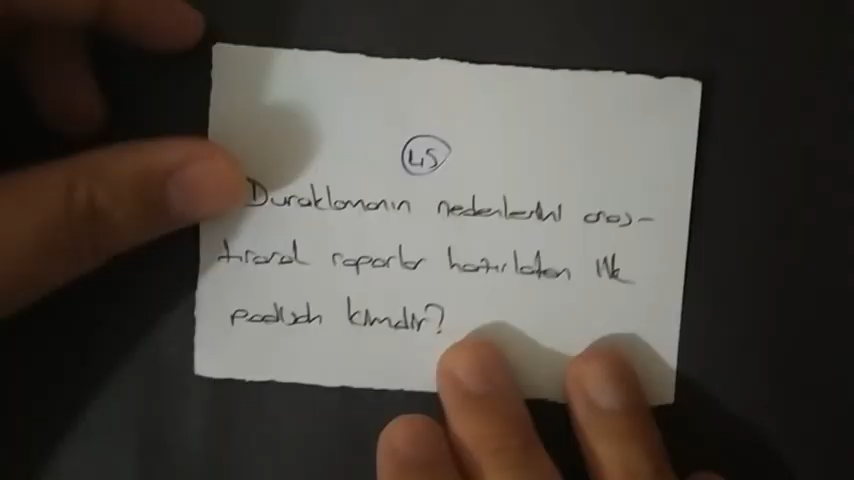 45
Duraklamanın nedenlerini araş-
tırarak raporlar hazırlatan ilk
padişah kimdir?